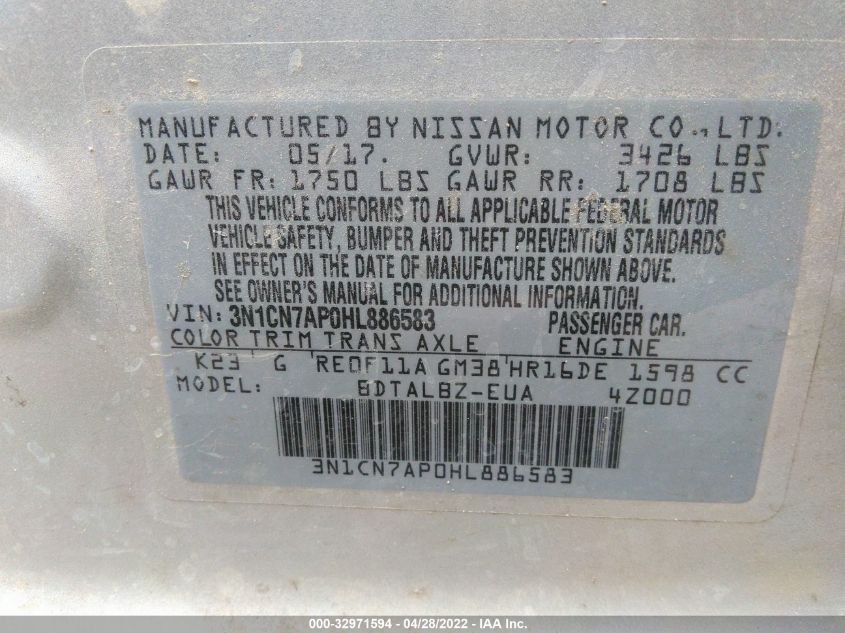 MANUFACTURED BY NISSAN MOTOR CO., LTD.
DATE: 05/17. GVWR: 3426 LBS
GAWR FR: 1750 LBS GAWR RR: 1708 LBS
THIS VEHICLE CONFORMS TO ALL APPLICABLE FEDERAL MOTOR
VEHICLE SAFETY, BUMPER AND THEFT PREVENTION STANDARDS
IN EFFECT ON THE DATE OF MANUFACTURE SHOWN ABOVE.
SEE OWNER'S MANUAL FOR ADDITIONAL INFORMATION.
VIN: 3N1CN7AP0HL886583 PASSENGER CAR.
COLOR TRIM TRANS AXLE ENGINE
K23 G RE0F11A GM38 HR16DE 1598 CC
MODEL: BDTALBZ-EUA 4Z000
3N1CN7AP0HL886583
000-32971594 - 04/28/2022 - IAA Inc.